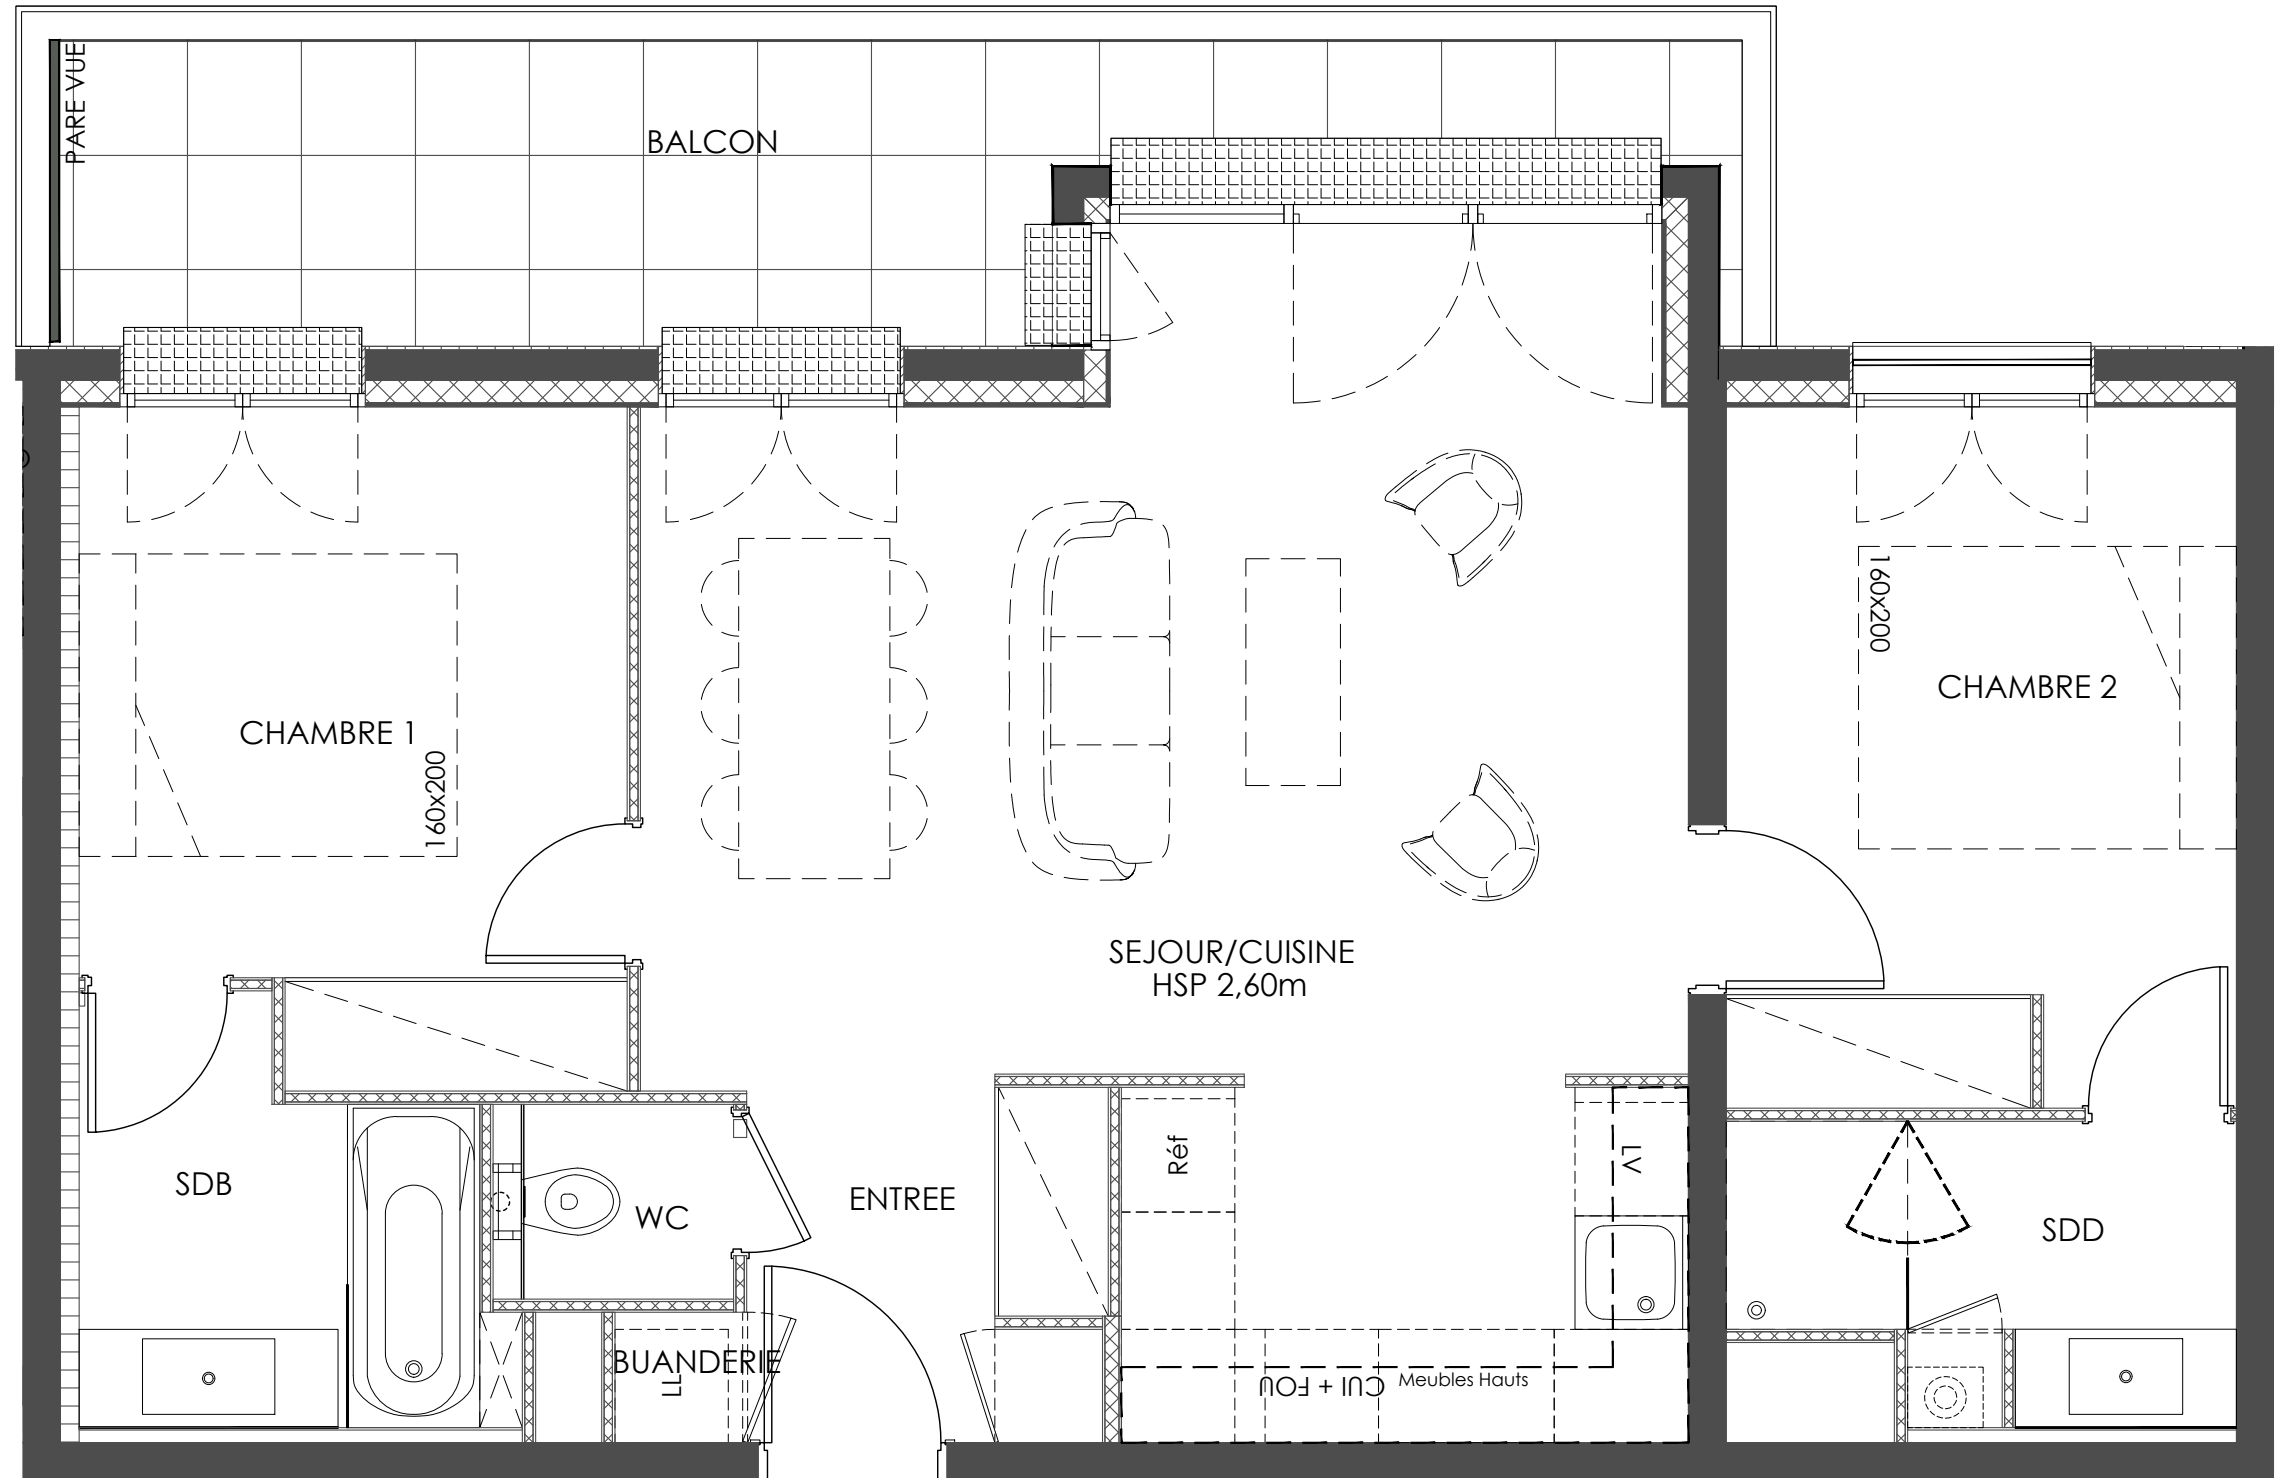 PARE VUE
BALCON
160x200
CHAMBRE 2
CHAMBRE 1
160x200
SEJOUR/CUISINE
HSP 2,60m
Réf
LV
SDB
ENTREE
WC
SDD
BUANDERIE
LL
CUI + FOU
Meubles Hauts